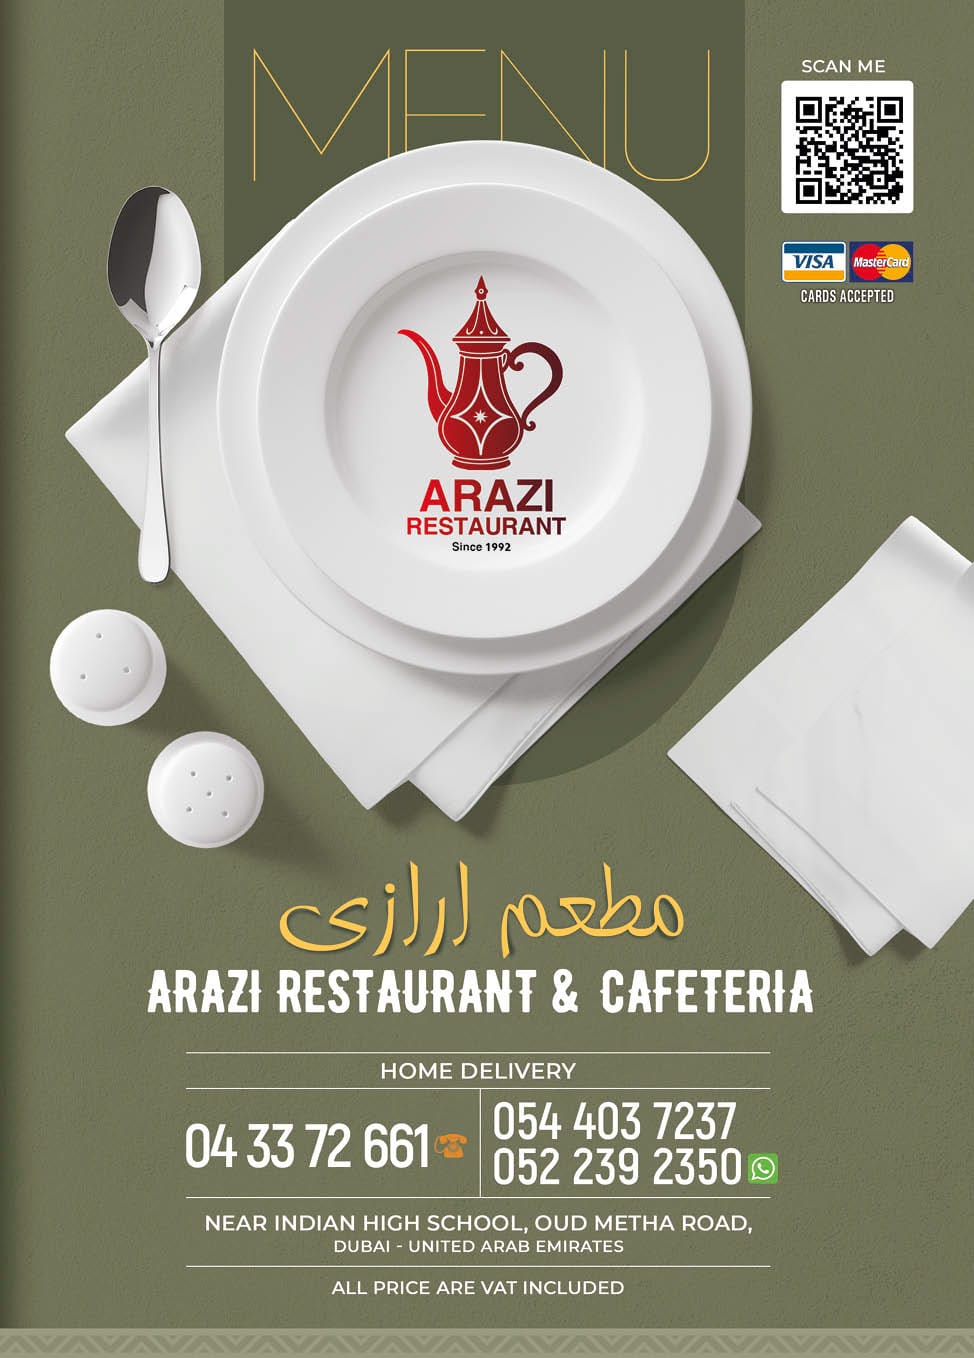 MENU
SCAN ME
VISA
MasterCard
CARDS ACCEPTED
ARAZI
RESTAURANT
Since 1992
مطعم ارازى
ARAZI RESTAURANT & CAFETERIA
HOME DELIVERY
04 33 72 661
054 403 7237
052 239 2350
NEAR INDIAN HIGH SCHOOL, OUD METHA ROAD,
DUBAI - UNITED ARAB EMIRATES
ALL PRICE ARE VAT INCLUDED